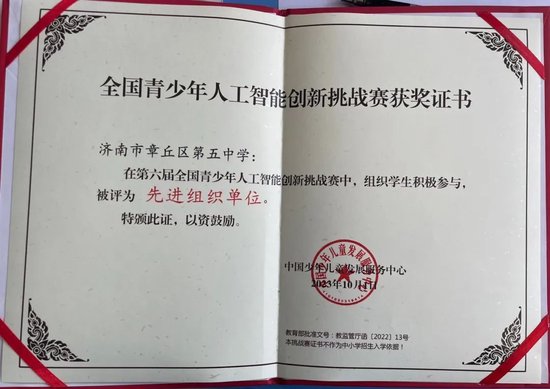 全国青少年人工智能创新挑战赛获奖证书
济南市章丘区第五中学:
在第六届全国青少年人工智能创新挑战赛中，组织学生积极参与，
被评为 先进组织单位。
特颁此证，以资鼓励。
中国少年儿童发展服务中心
2023年10月1日
教育部批准文号：教监管厅函〔2022〕13号
本挑战赛证书不作为中小学招生入学依据！